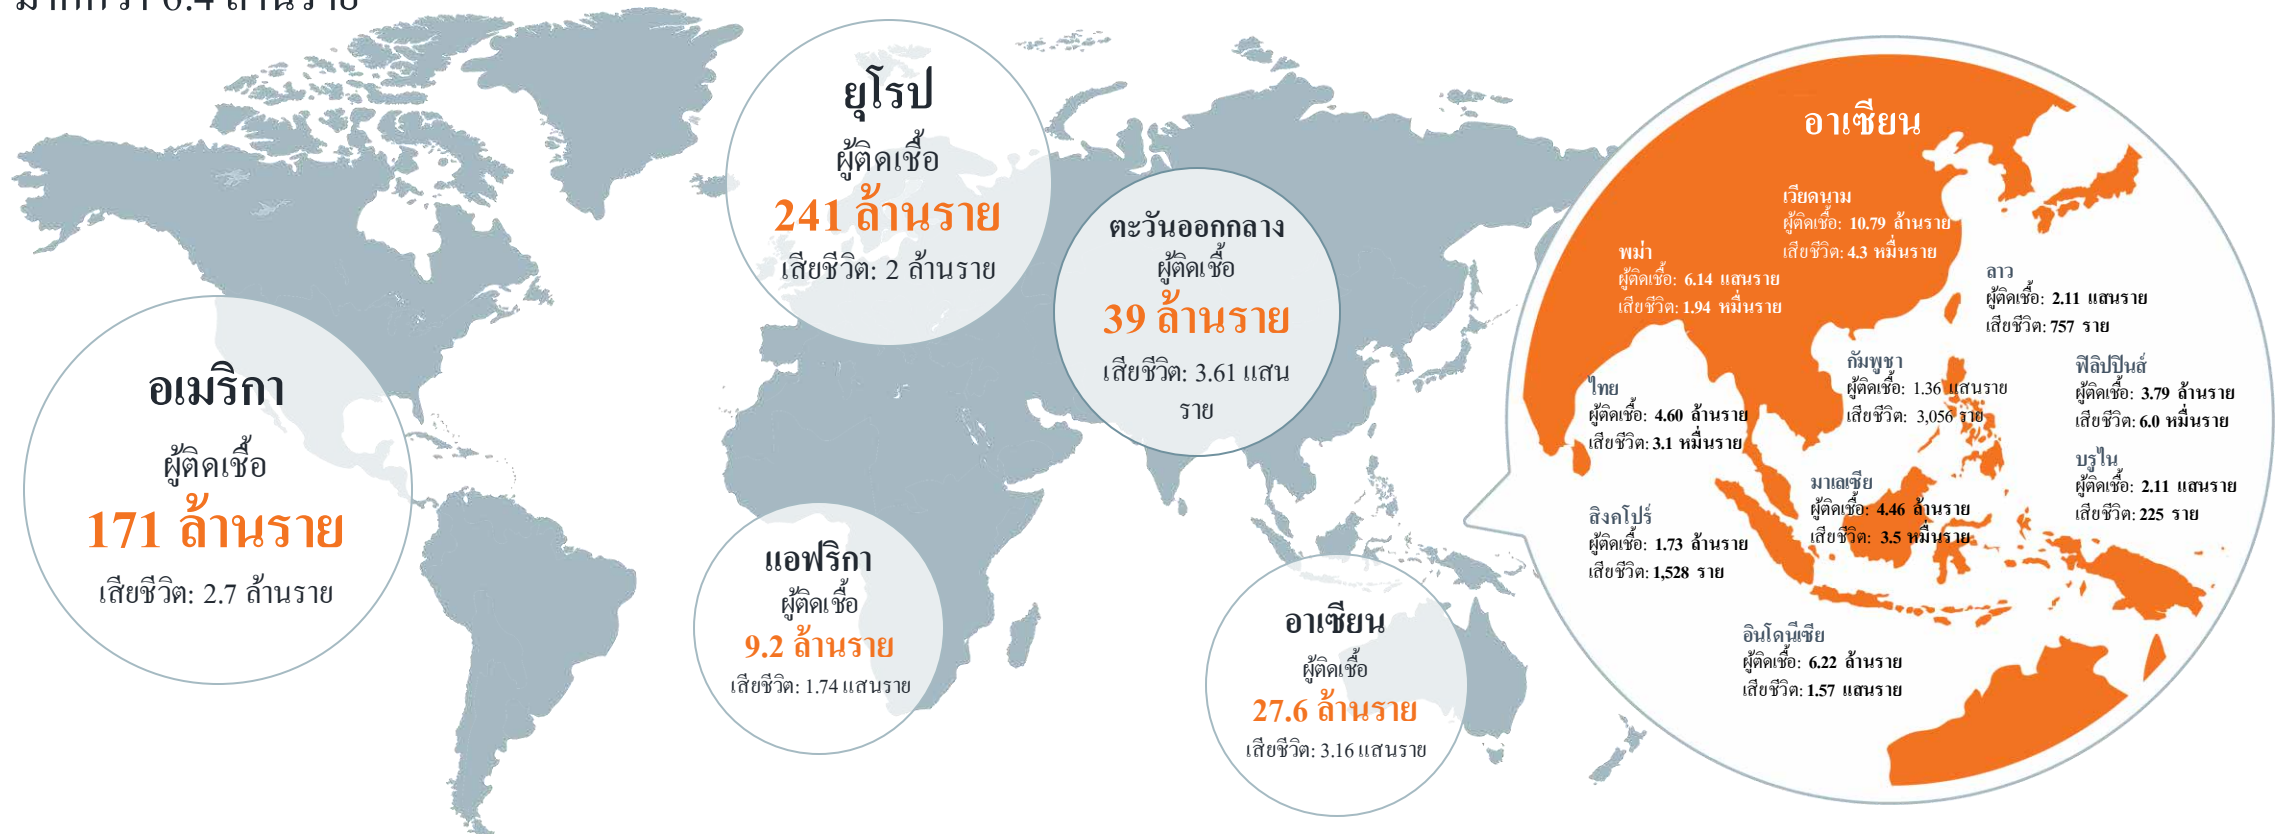 มากกว่า 6.4 ล้านราย
ยุโรป
ผู้ติดเชื้อ
241 ล้านราย
เสียชีวิต: 2 ล้านราย
ตะวันออกกลาง
ผู้ติดเชื้อ
39 ล้านราย
เสียชีวิต: 3.61 แสน
ราย
อเมริกา
ผู้ติดเชื้อ
171 ล้านราย
เสียชีวิต: 2.7 ล้านราย
แอฟริกา
ผู้ติดเชื้อ
9.2 ล้านราย
เสียชีวิต: 1.74 แสนราย
อาเซียน
ผู้ติดเชื้อ
27.6 ล้านราย
เสียชีวิต: 3.16 แสนราย
อาเซียน
เวียดนาม
ผู้ติดเชื้อ: 10.79 ล้านราย
เสียชีวิต: 4.3 หมื่นราย
พม่า
ผู้ติดเชื้อ: 6.14 แสนราย
เสียชีวิต: 1.94 หมื่นราย
ลาว
ผู้ติดเชื้อ: 2.11 แสนราย
เสียชีวิต: 757 ราย
กัมพูชา
ผู้ติดเชื้อ: 1.36 แสนราย
เสียชีวิต: 3,056 ราย
ฟิลิปปินส์
ผู้ติดเชื้อ: 3.79 ล้านราย
เสียชีวิต: 6.0 หมื่นราย
ไทย
ผู้ติดเชื้อ: 4.60 ล้านราย
เสียชีวิต: 3.1 หมื่นราย
บรูไน
ผู้ติดเชื้อ: 2.11 แสนราย
เสียชีวิต: 225 ราย
มาเลเซีย
ผู้ติดเชื้อ: 4.46 ล้านราย
เสียชีวิต: 3.5 หมื่นราย
สิงคโปร์
ผู้ติดเชื้อ: 1.73 ล้านราย
เสียชีวิต: 1,528 ราย
อินโดนีเซีย
ผู้ติดเชื้อ: 6.22 ล้านราย
เสียชีวิต: 1.57 แสนราย